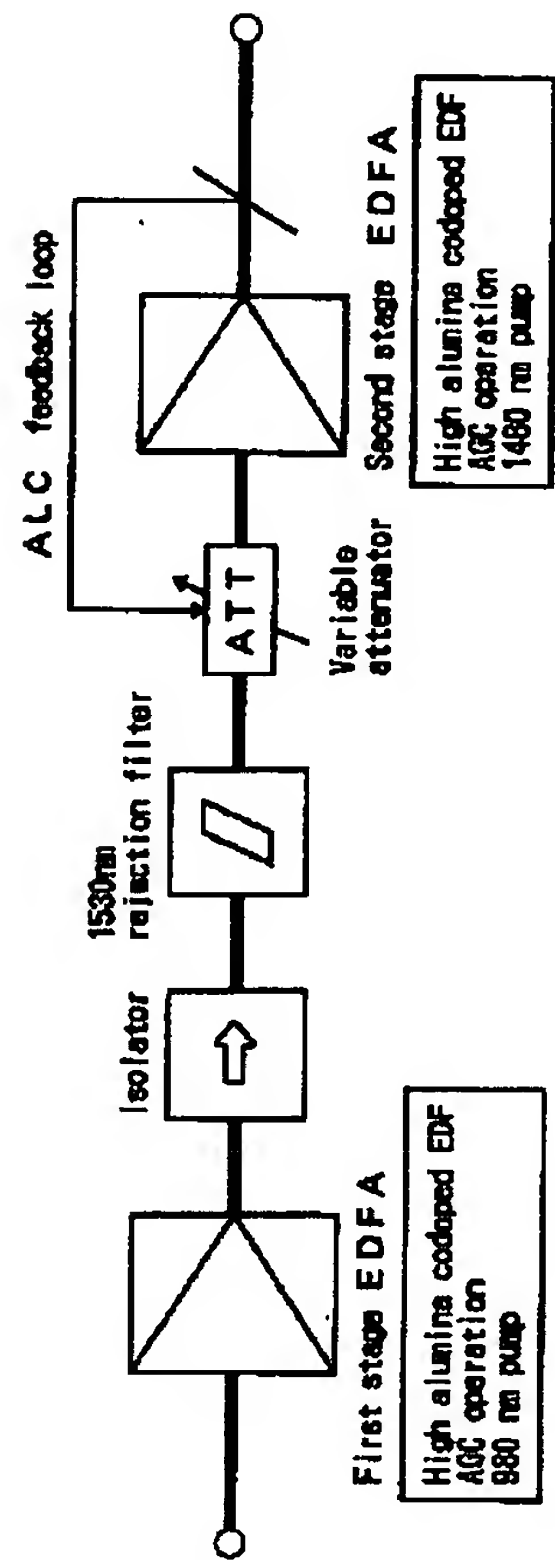 ALC feedback loop
1530nm
rejection filter
Isolator
ATT
Variable
attenuator
First stage EDFA
High alumina codoped EDF
AGC operation
980 nm pump
Second stage EDFA
High alumina codoped EDF
AGC operation
1480 nm pump